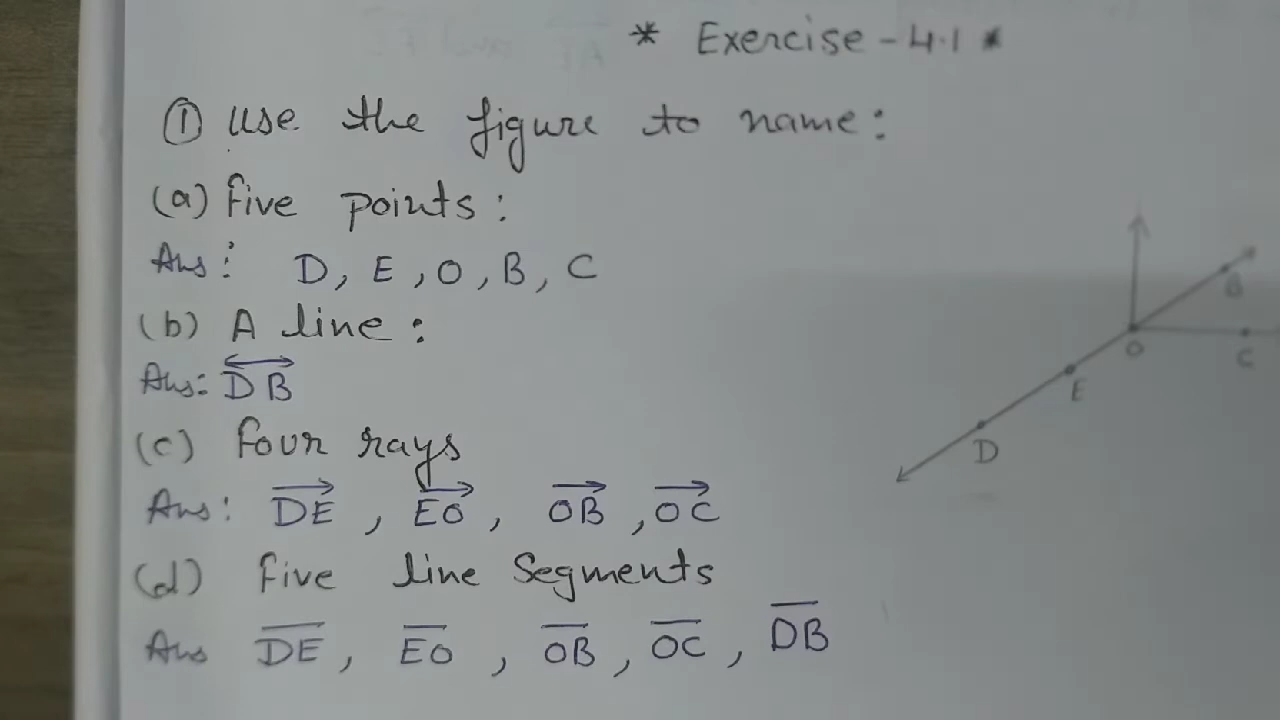 * Exercise - 4.1 *
① Use the figure to name:
(a) five points:
Ans: D, E, O, B, C
(b) A line:
Ans: DB
(c) four rays
Ans: DE, EO, OB, OC
(d) five line Segments
Ans DE, EO, OB, OC, DB
B
O
C
E
D